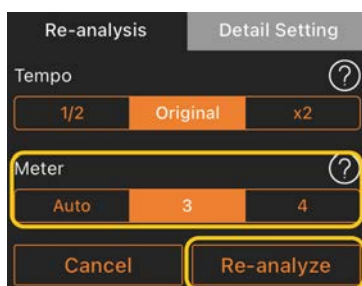 Re-analysis Detail Setting
Tempo ?
1/2 Original x2
Meter ?
Auto 3 4
Cancel Re-analyze